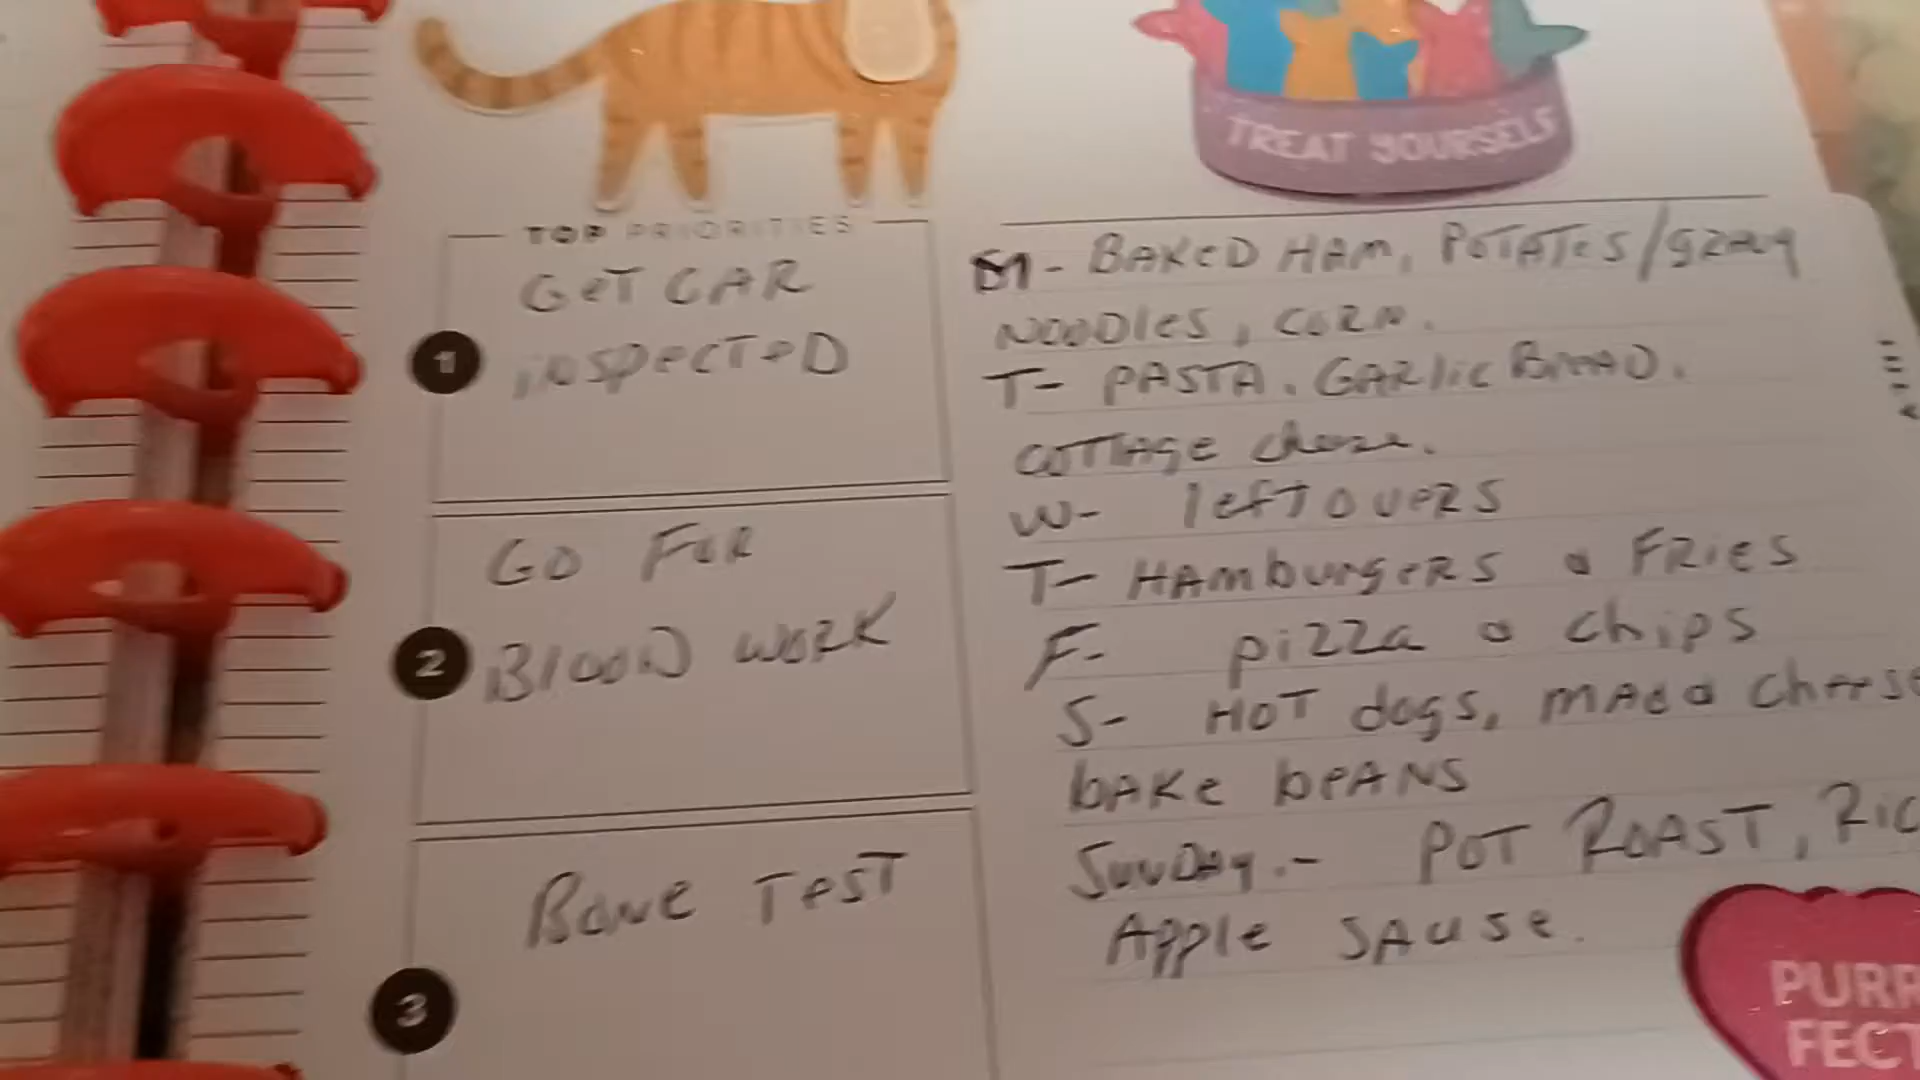 TREAT YOURSELF
TOP PRIORITIES
GET CAR
INSPECTED
1
GO FOR
BLOOD WORK
2
BONE TEST
3
M- BAKED HAM, POTATES/GRAVY
NOODLES, CORN.
T- PASTA. GARLIC BREAD.
COTTAGE cheese.
W- leftovers
T- HAmburgeRS & FRies
F- pizza & chips
S- HOT dogs, MAC & cheese
bAKe beANS
SUNDAY.- POT ROAST,
Apple SAUSE.
PURR
FECT